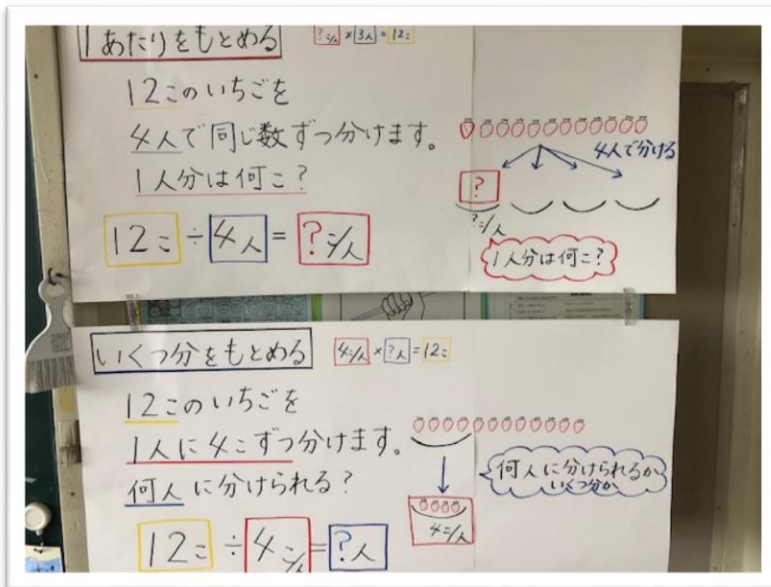 1あたりをもとめる
?こ/人×3人=12こ
12このいちごを
4人で同じ数ずつ分けます。
1人分は何こ?
12こ÷4人=?こ/人
4人で分ける
?
?こ/人
1人分は何こ?
いくつ分をもとめる
4こ/人×?人=12こ
12このいちごを
1人に4こずつ分けます。
何人に分けられる?
12こ÷4こ/人=?人
何人に分けられるか
いくつ分か
4こ/人